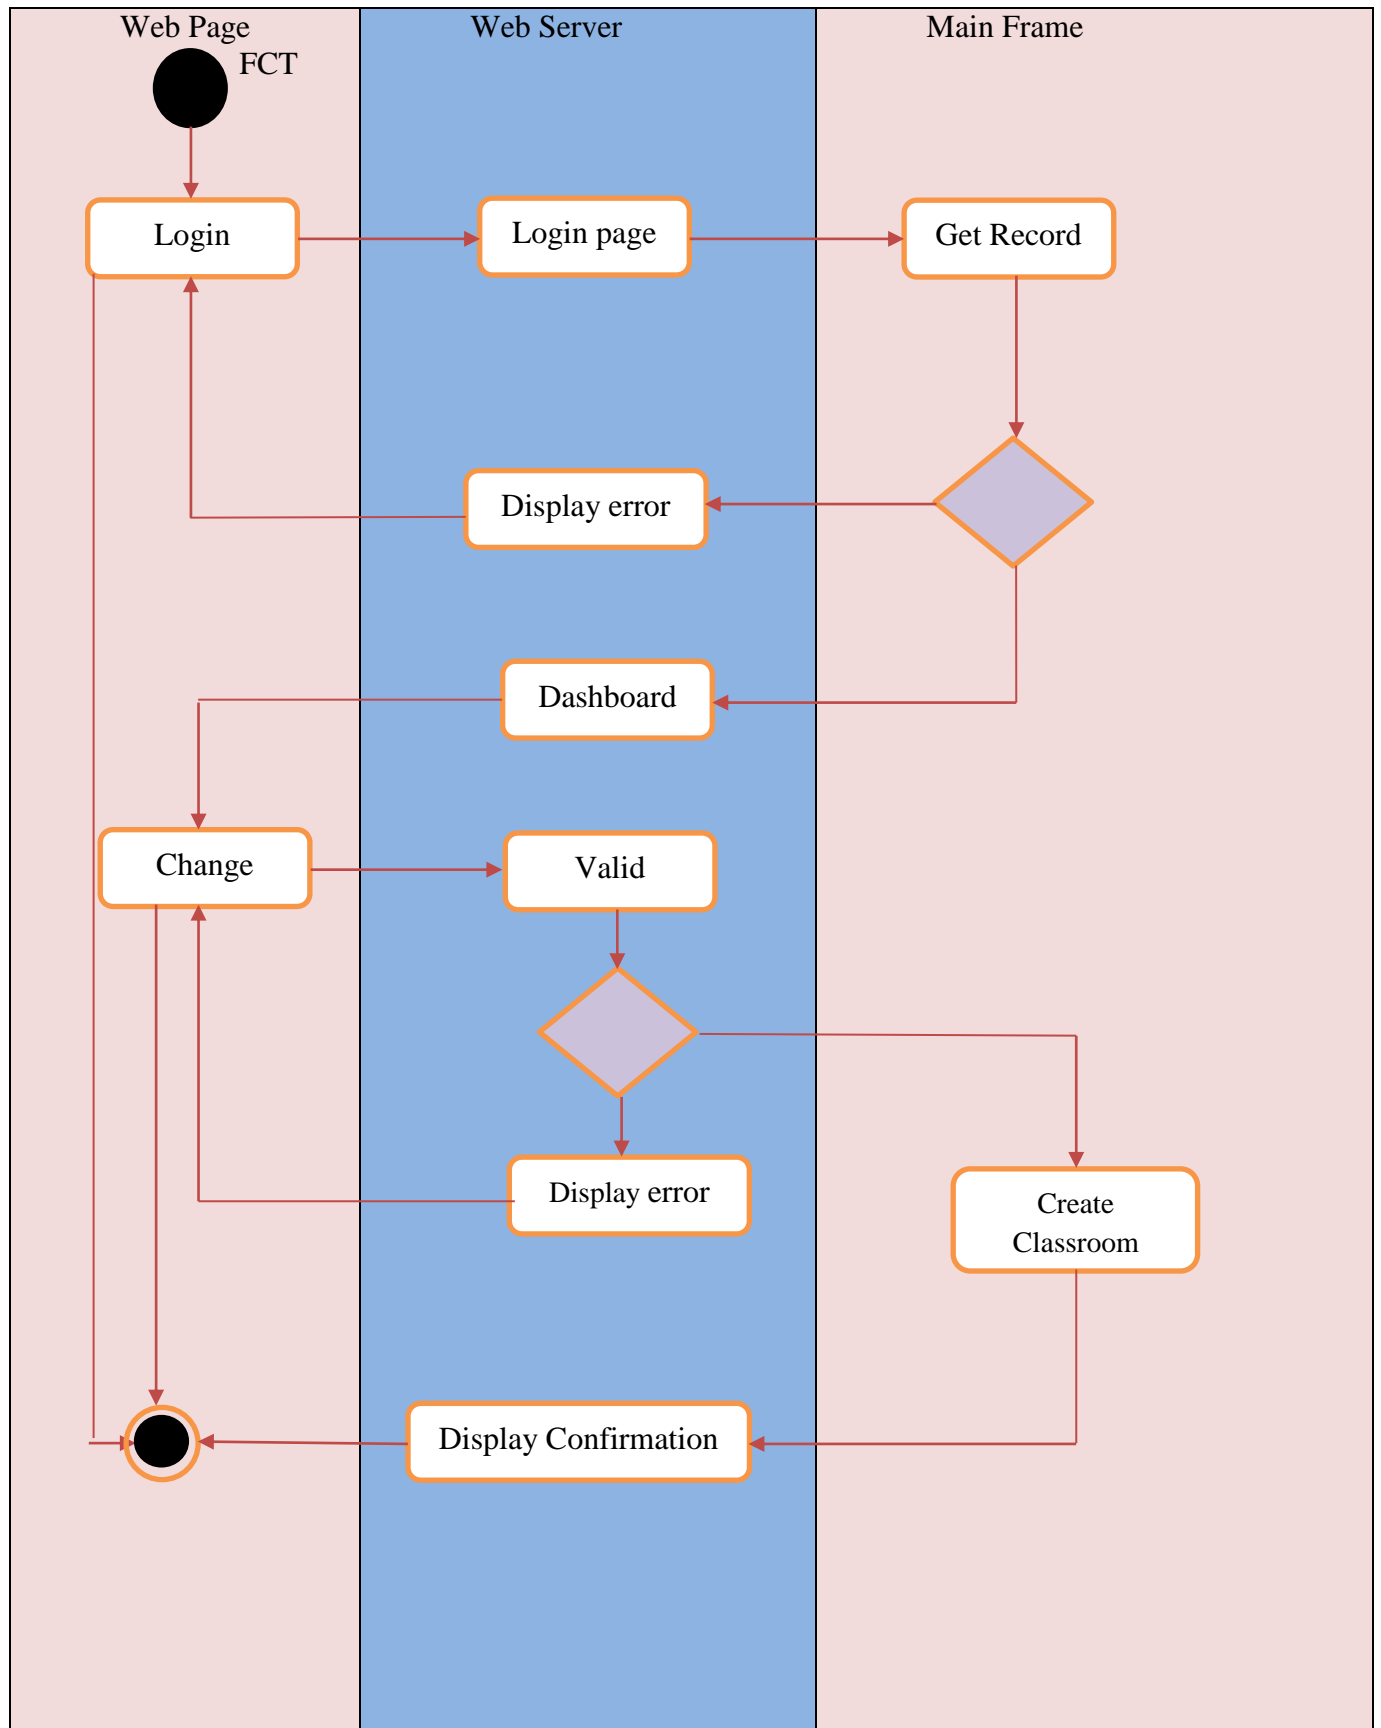 Web Page
Web Server
Main Frame
FCT
Login
Login page
Get Record
Display error
Dashboard
Change
Valid
Display error
Create
Classroom
Display Confirmation